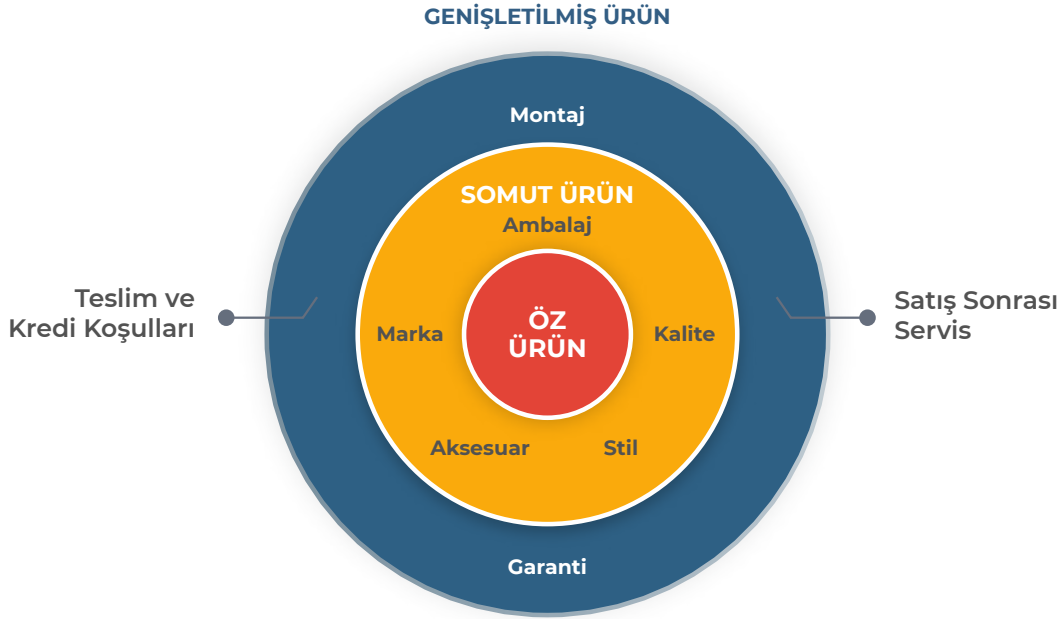 GENİŞLETİLMİŞ ÜRÜN
Montaj
SOMUT ÜRÜN
Ambalaj
Teslim ve
Kredi Koşulları
Marka
ÖZ
ÜRÜN
Kalite
Satış Sonrası
Servis
Aksesuar
Stil
Garanti